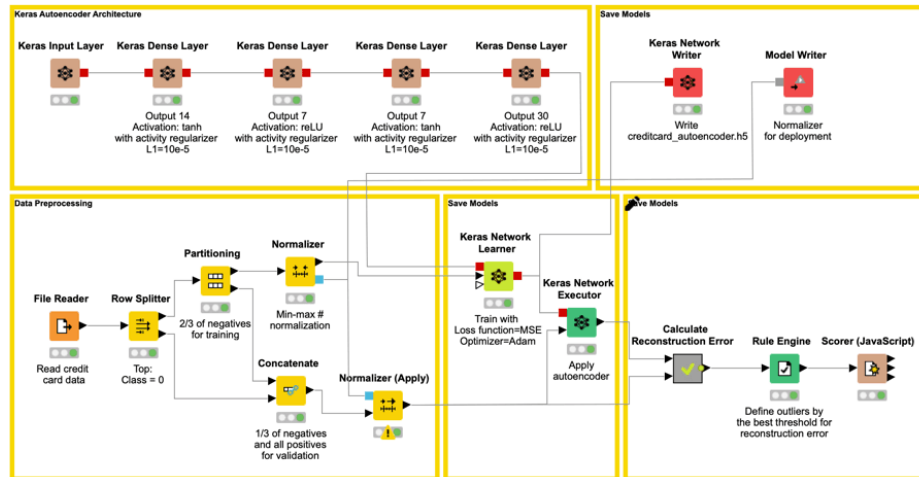 Keras Autoencoder Architecture
Keras Input Layer
Keras Dense Layer
Keras Dense Layer
Keras Dense Layer
Keras Dense Layer
Output 14
Activation: tanh
with activity regularizer
L1=10e-5
Output 7
Activation: reLU
with activity regularizer
L1=10e-5
Output 7
Activation: tanh
with activity regularizer
L1=10e-5
Output 30
Activation: reLU
with activity regularizer
L1=10e-5
Save Models
Keras Network
Writer
Write
creditcard_autoencoder.h5
Model Writer
Normalizer
for deployment
Data Preprocessing
File Reader
Read credit
card data
Row Splitter
Top:
Class = 0
Partitioning
2/3 of negatives
for training
Normalizer
Min-max #
normalization
Concatenate
1/3 of negatives
and all positives
for validation
Normalizer (Apply)
Save Models
Keras Network
Learner
Train with
Loss function=MSE
Optimizer=Adam
Keras Network
Executor
Apply
autoencoder
Save Models
Calculate
Reconstruction Error
Rule Engine
Define outliers by
the best threshold for
reconstruction error
Scorer (JavaScript)